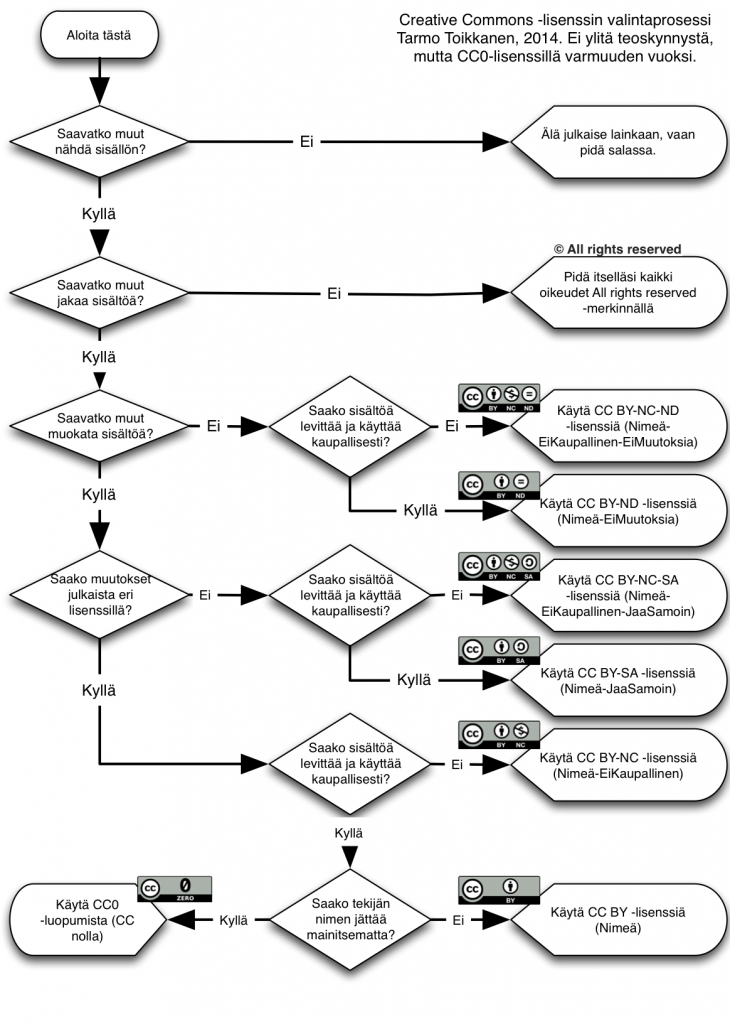 Creative Commons -lisenssin valintaprosessi
Tarmo Toikkanen, 2014. Ei ylitä teoskynnystä,
mutta CC0-lisenssillä varmuuden vuoksi.
Aloita tästä
Saavatko muut
nähdä sisällön?
Ei
Älä julkaise lainkaan, vaan
pidä salassa.
Kyllä
Saavatko muut
jakaa sisältöä?
Ei
© All rights reserved
Pidä itselläsi kaikki
oikeudet All rights reserved
-merkinnällä
Kyllä
Saavatko muut
muokata sisältöä?
Ei
Saako sisältöä
levittää ja käyttää
kaupallisesti?
Ei
cc
BY NC ND
Käytä CC BY-NC-ND
-lisenssiä (Nimeä-
EiKaupallinen-EiMuutoksia)
Kyllä
cc
BY ND
Käytä CC BY-ND -lisenssiä
(Nimeä-EiMuutoksia)
Kyllä
Saako muutokset
julkaista eri
lisenssillä?
Ei
Saako sisältöä
levittää ja käyttää
kaupallisesti?
Ei
cc
BY NC SA
Käytä CC BY-NC-SA
-lisenssiä (Nimeä-
EiKaupallinen-JaaSamoin)
Kyllä
cc
BY SA
Käytä CC BY-SA -lisenssiä
(Nimeä-JaaSamoin)
Kyllä
Saako sisältöä
levittää ja käyttää
kaupallisesti?
Ei
cc
BY NC
Käytä CC BY-NC -lisenssiä
(Nimeä-EiKaupallinen)
Kyllä
Saako tekijän
nimen jättää
mainitsematta?
Kyllä
cc 0
ZERO
Käytä CC0
-luopumista (CC
nolla)
Ei
cc
BY
Käytä CC BY -lisenssiä
(Nimeä)